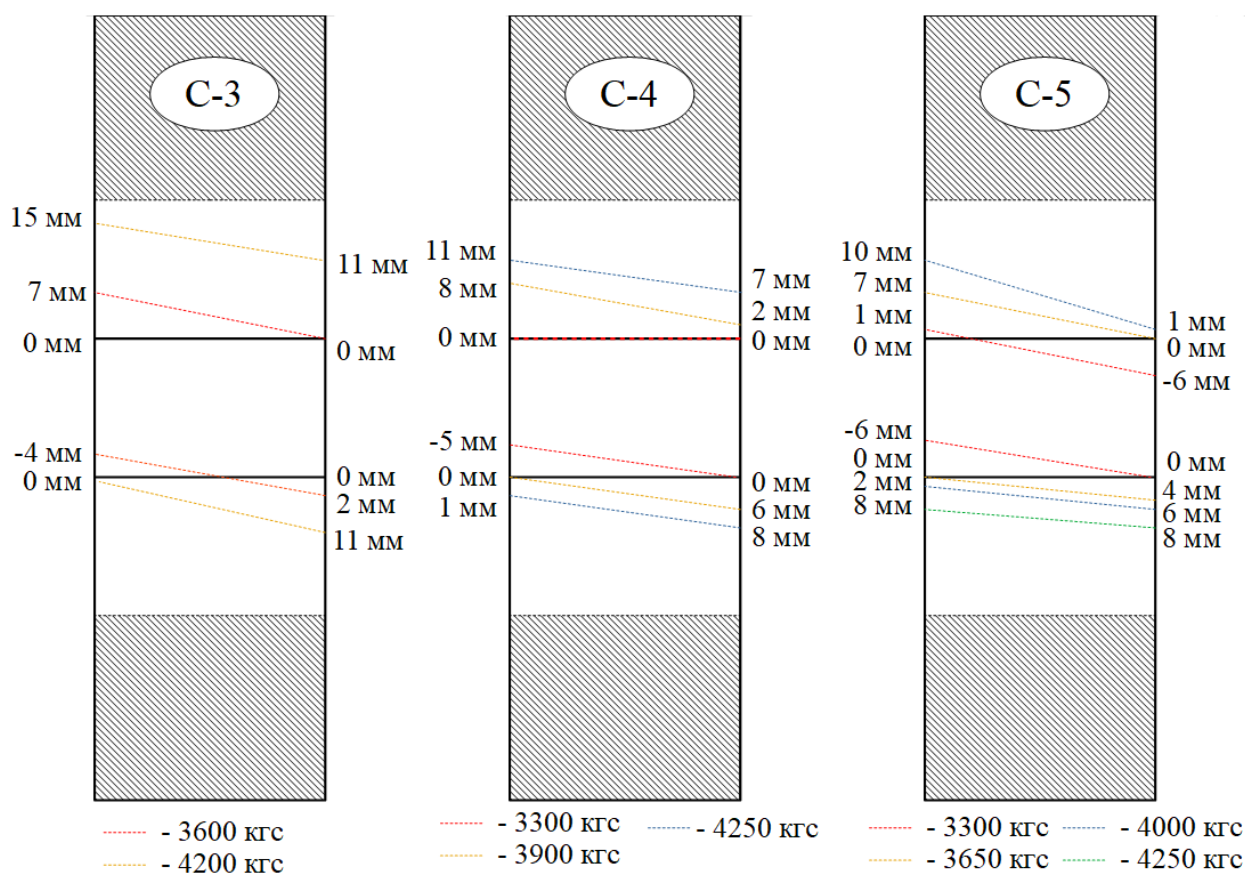 С-3
15 мм
11 мм
7 мм
0 мм
0 мм
-4 мм
0 мм
0 мм
2 мм
11 мм
- 3600 кгс
- 4200 кгс
С-4
11 мм
7 мм
8 мм
2 мм
0 мм
0 мм
-5 мм
0 мм
0 мм
1 мм
6 мм
8 мм
- 3300 кгс
- 4250 кгс
- 3900 кгс
С-5
10 мм
7 мм
1 мм
1 мм
0 мм
0 мм
-6 мм
-6 мм
0 мм
0 мм
2 мм
4 мм
8 мм
6 мм
8 мм
- 3300 кгс
- 4000 кгс
- 3650 кгс
- 4250 кгс